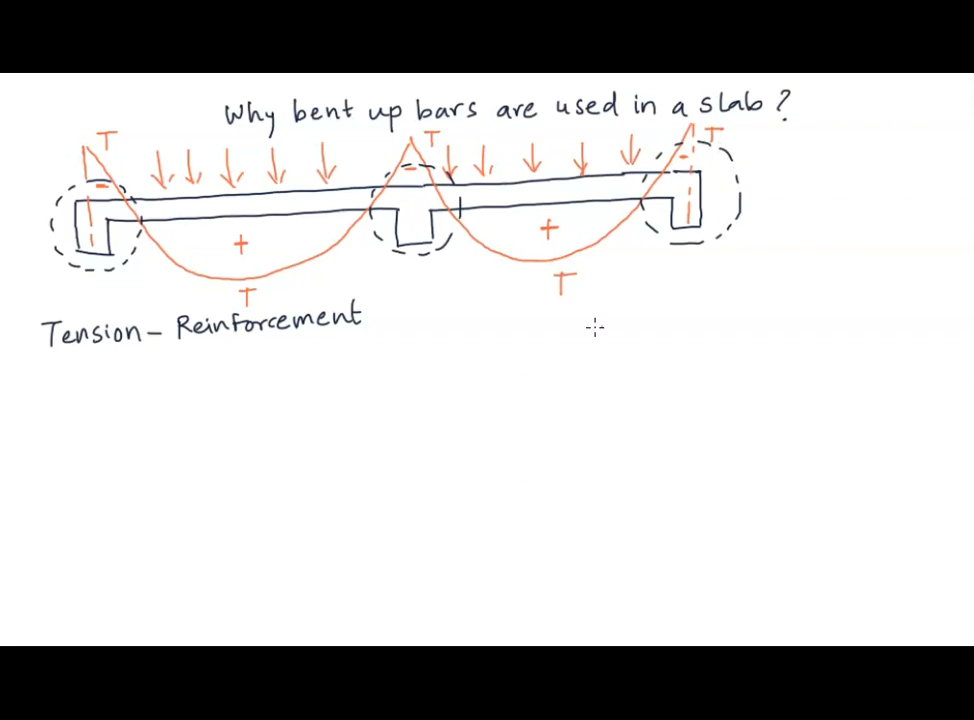 Why bent up bars are used in a slab?
T T T
- - -
+ +
T T
Tension - Reinforcement